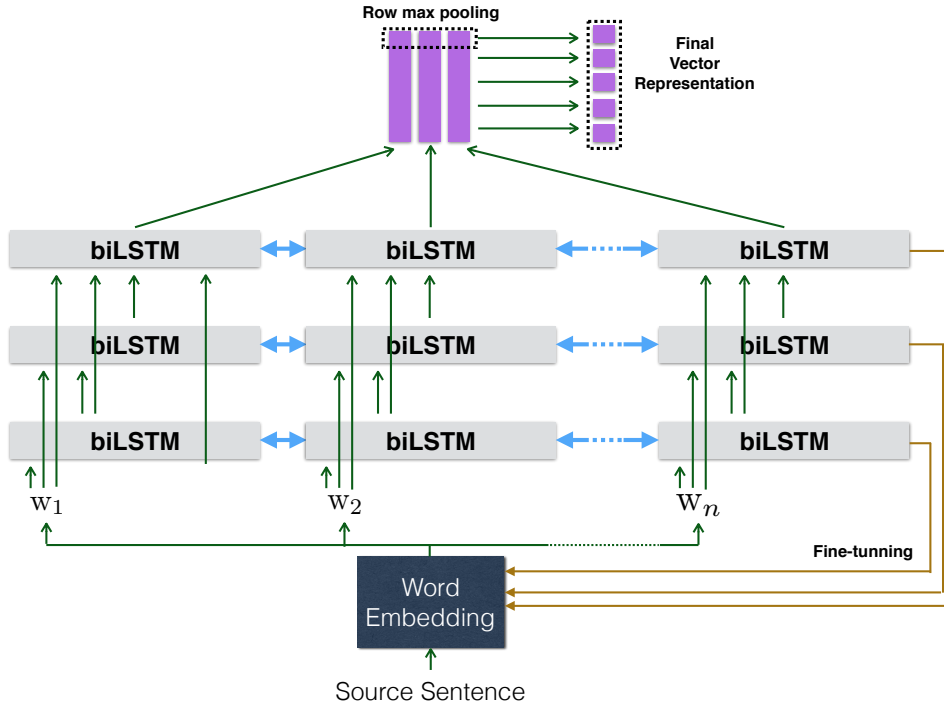 Row max pooling
Final
Vector
Representation
biLSTM biLSTM biLSTM
biLSTM biLSTM biLSTM
biLSTM biLSTM biLSTM
w1 w2 wn
Fine-tunning
Word
Embedding
Source Sentence